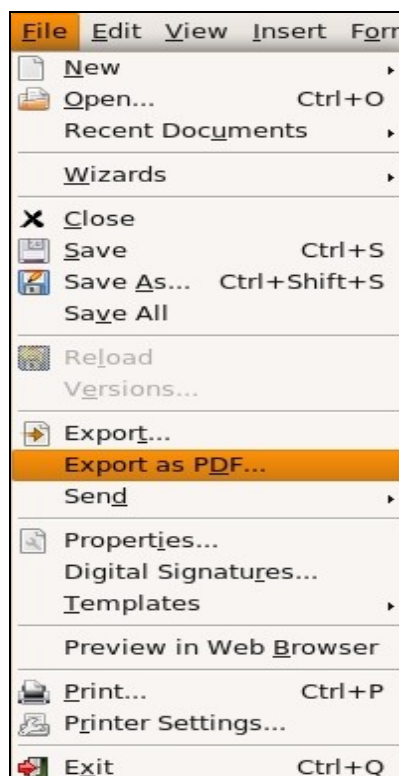 File Edit View Insert Forr
New
Open... Ctrl+O
Recent Documents
Wizards
Close
Save Ctrl+S
Save As... Ctrl+Shift+S
Save All
Reload
Versions...
Export...
Export as PDF...
Send
Properties...
Digital Signatures...
Templates
Preview in Web Browser
Print... Ctrl+P
Printer Settings...
Exit Ctrl+Q